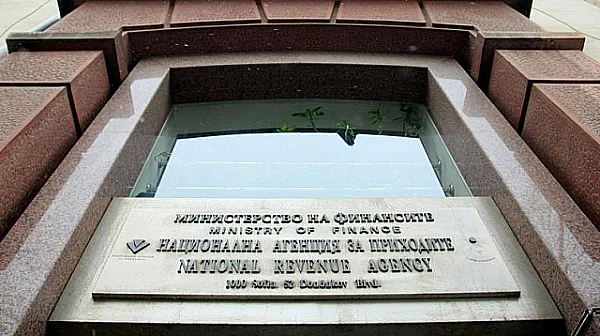 МИНИСТЕРСТВО НА ФИНАНСИТЕ
MINISTRY OF FINANCE
НАЦИОНАЛНА АГЕНЦИЯ ЗА ПРИХОДИТЕ
NATIONAL REVENUE AGENCY
1000 Sofia. 52 Dondukov Blvd.